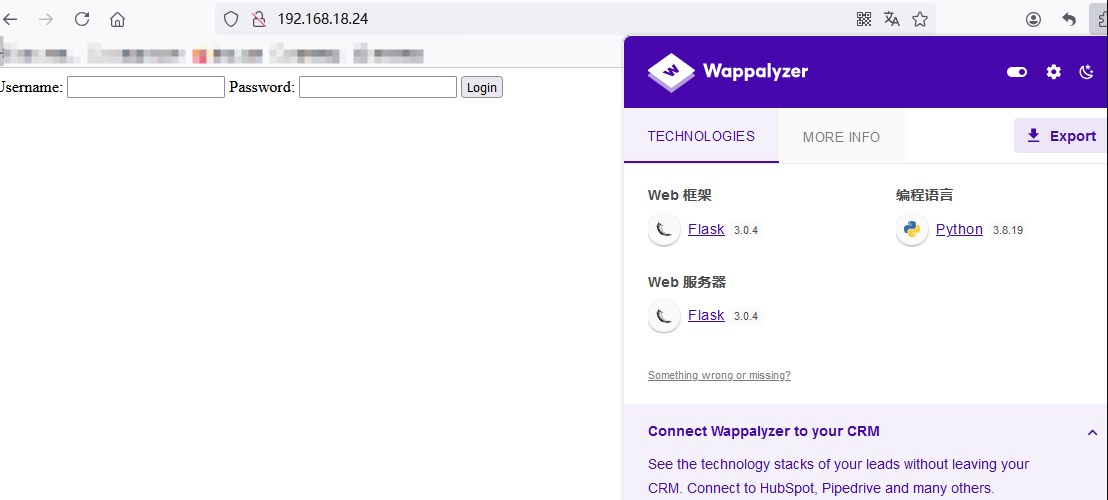 192.168.18.24
Username:
Password:
Login
Wappalyzer
TECHNOLOGIES
MORE INFO
Export
Web 框架
Flask 3.0.4
编程语言
Python 3.8.19
Web 服务器
Flask 3.0.4
Something wrong or missing?
Connect Wappalyzer to your CRM
See the technology stacks of your leads without leaving your
CRM. Connect to HubSpot, Pipedrive and many others.